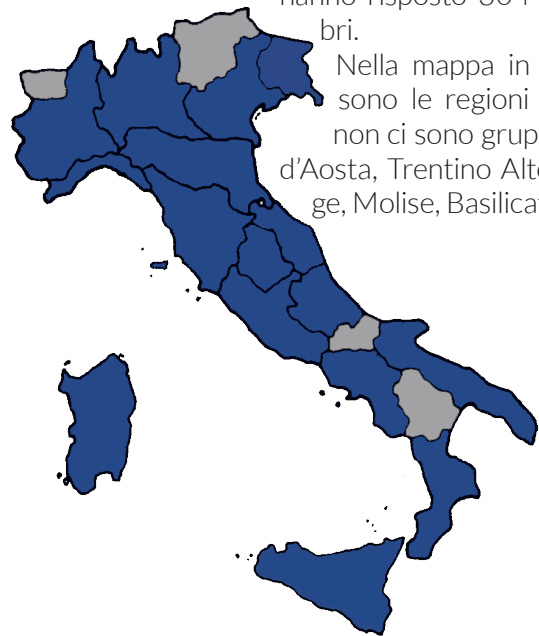 bri.
Nella mappa in
sono le regioni
non ci sono grup
d'Aosta, Trentino Alto
ge, Molise, Basilicat